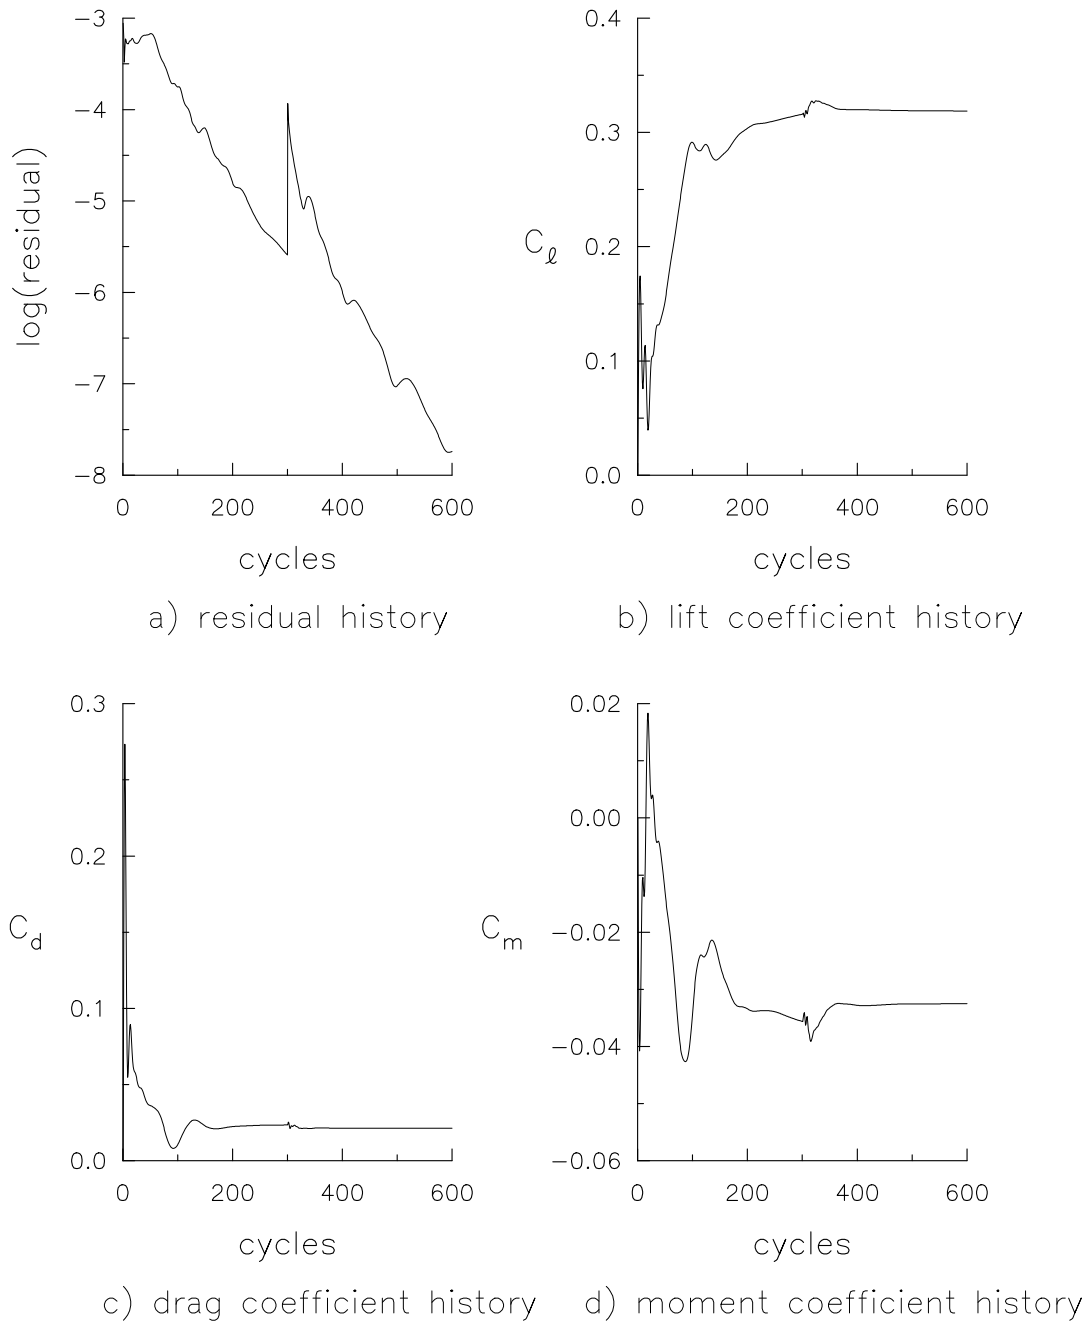 -3
-4
-5
-6
-7
-8
log(residual)
0 200 400 600
cycles
a) residual history
0.4
0.3
0.2
0.1
0.0
Cℓ
0 200 400 600
cycles
b) lift coefficient history
0.3
0.2
0.1
0.0
Cd
0 200 400 600
cycles
c) drag coefficient history
0.02
0.00
-0.02
-0.04
-0.06
Cm
0 200 400 600
cycles
d) moment coefficient history